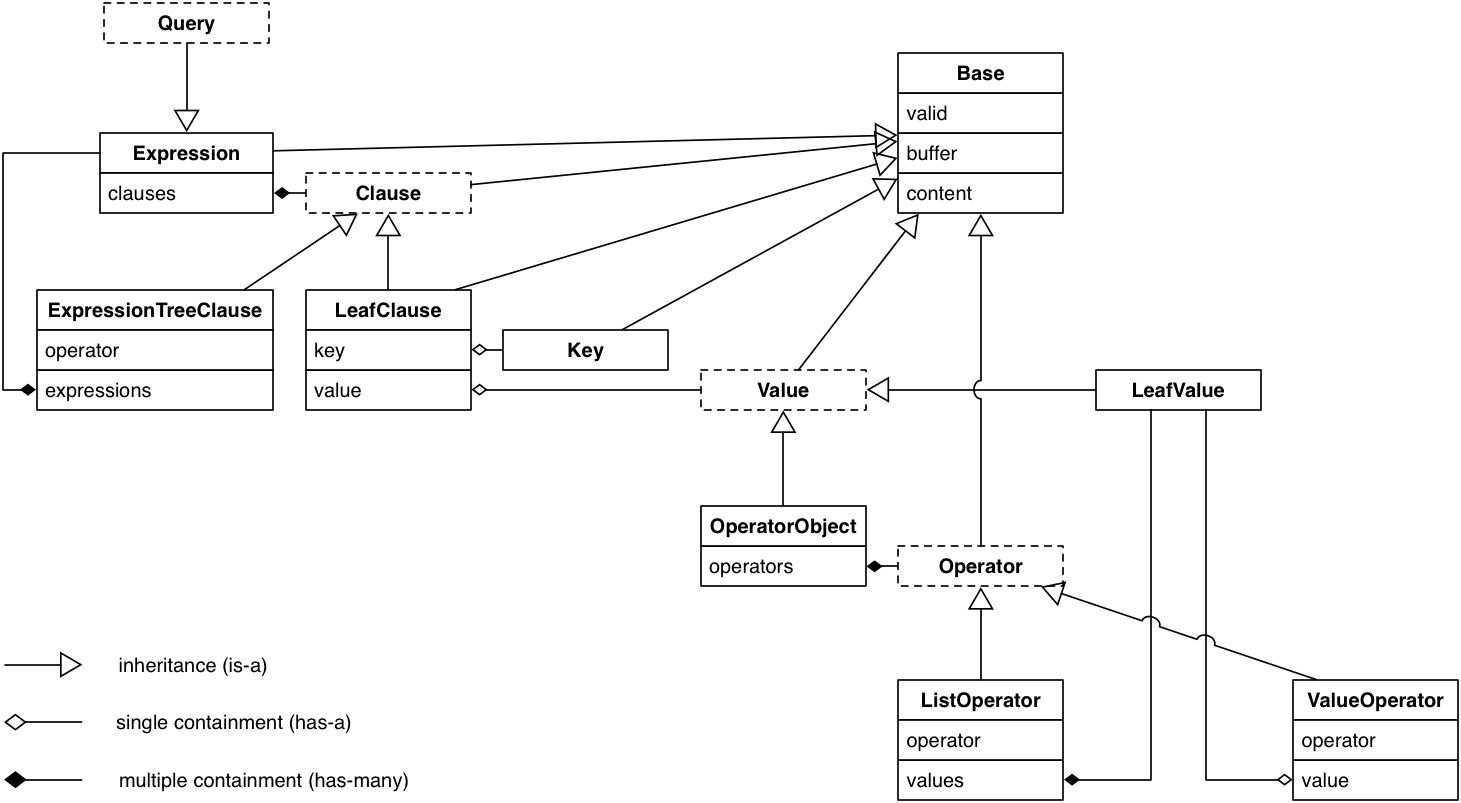 Query
Base
valid
buffer
content
Expression
clauses
Clause
ExpressionTreeClause
operator
expressions
LeafClause
key
value
Key
Value
LeafValue
OperatorObject
operators
Operator
inheritance (is-a)
single containment (has-a)
multiple containment (has-many)
ListOperator
operator
values
ValueOperator
operator
value